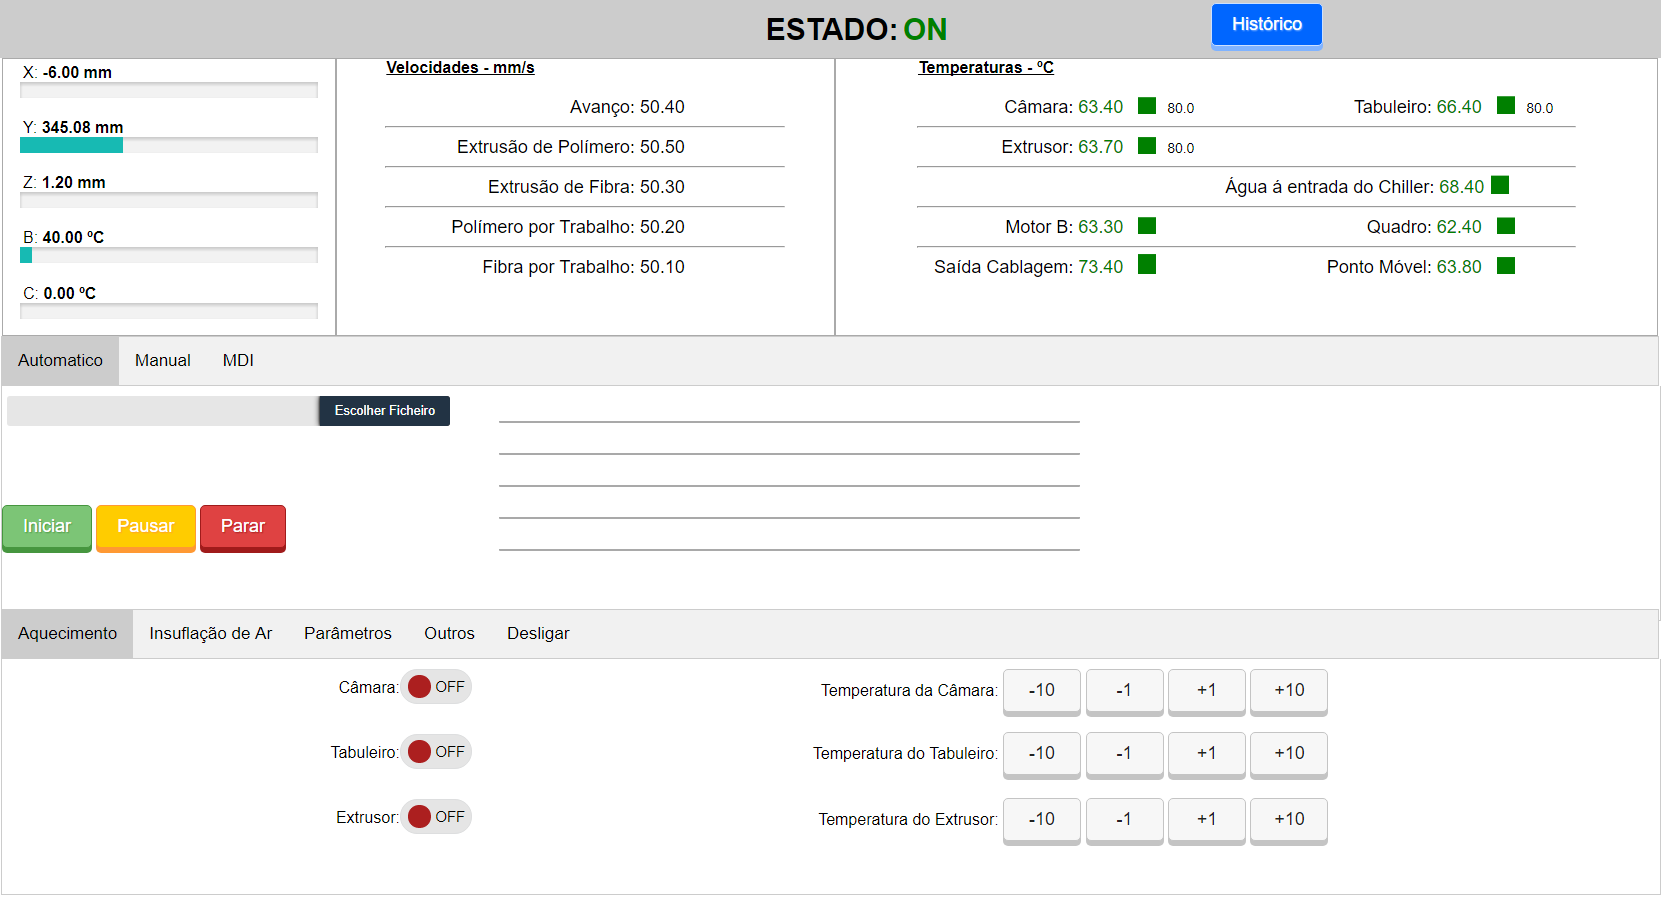 ESTADO: ON
Histórico
X: -6.00 mm
Y: 345.08 mm
Z: 1.20 mm
B: 40.00 ºC
C: 0.00 ºC
Velocidades - mm/s
Avanço: 50.40
Extrusão de Polímero: 50.50
Extrusão de Fibra: 50.30
Polímero por Trabalho: 50.20
Fibra por Trabalho: 50.10
Temperaturas - ºC
Câmara: 63.40 80.0 Tabuleiro: 66.40 80.0
Extrusor: 63.70 80.0
Água á entrada do Chiller: 68.40
Motor B: 63.30 Quadro: 62.40
Saída Cablagem: 73.40 Ponto Móvel: 63.80
Automatico Manual MDI
Escolher Ficheiro
Iniciar Pausar Parar
Aquecimento Insuflação de Ar Parâmetros Outros Desligar
Câmara: OFF Temperatura da Câmara: -10 -1 +1 +10
Tabuleiro: OFF Temperatura do Tabuleiro: -10 -1 +1 +10
Extrusor: OFF Temperatura do Extrusor: -10 -1 +1 +10